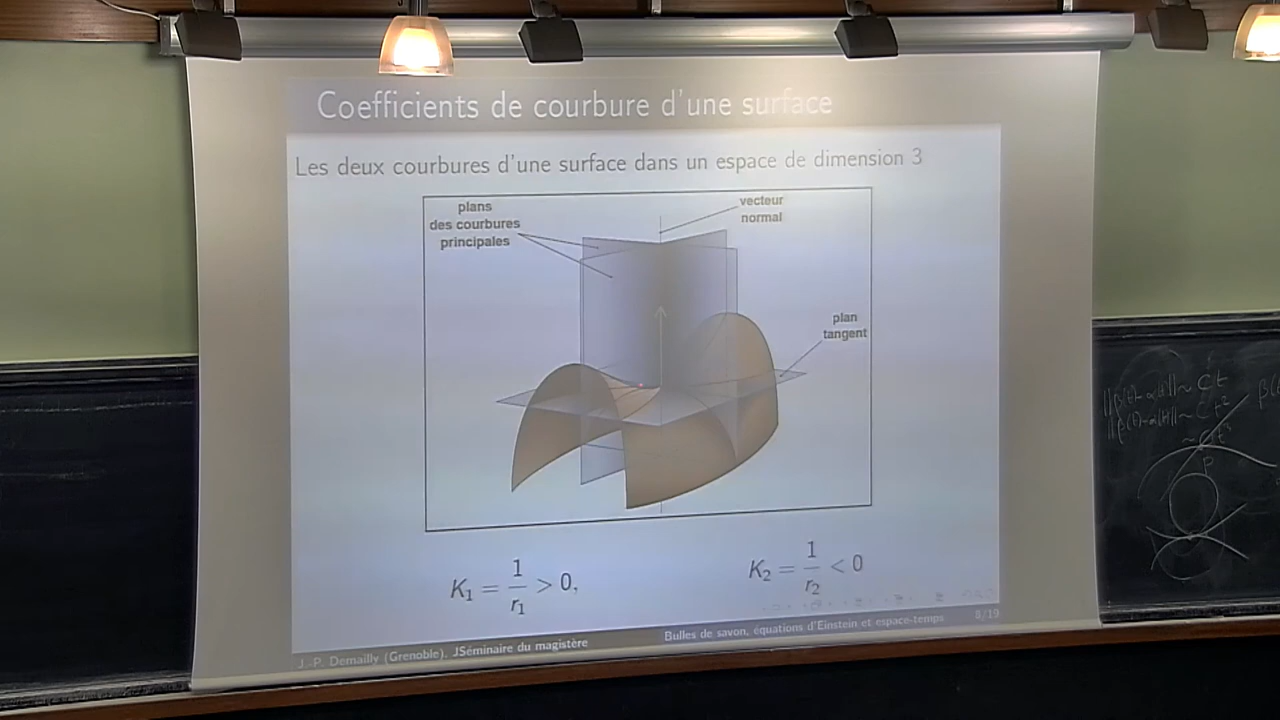 Coefficients de courbure d'une surface
Les deux courbures d'une surface dans un espace de dimension 3
plans
des courbures
principales
vecteur
normal
plan
tangent
K₁ = 1/r₁ > 0,
K₂ = 1/r₂ < 0
J.-P. Demailly (Grenoble), JSéminaire du magistère
Bulles de savon, équations d'Einstein et espace-temps
8/19